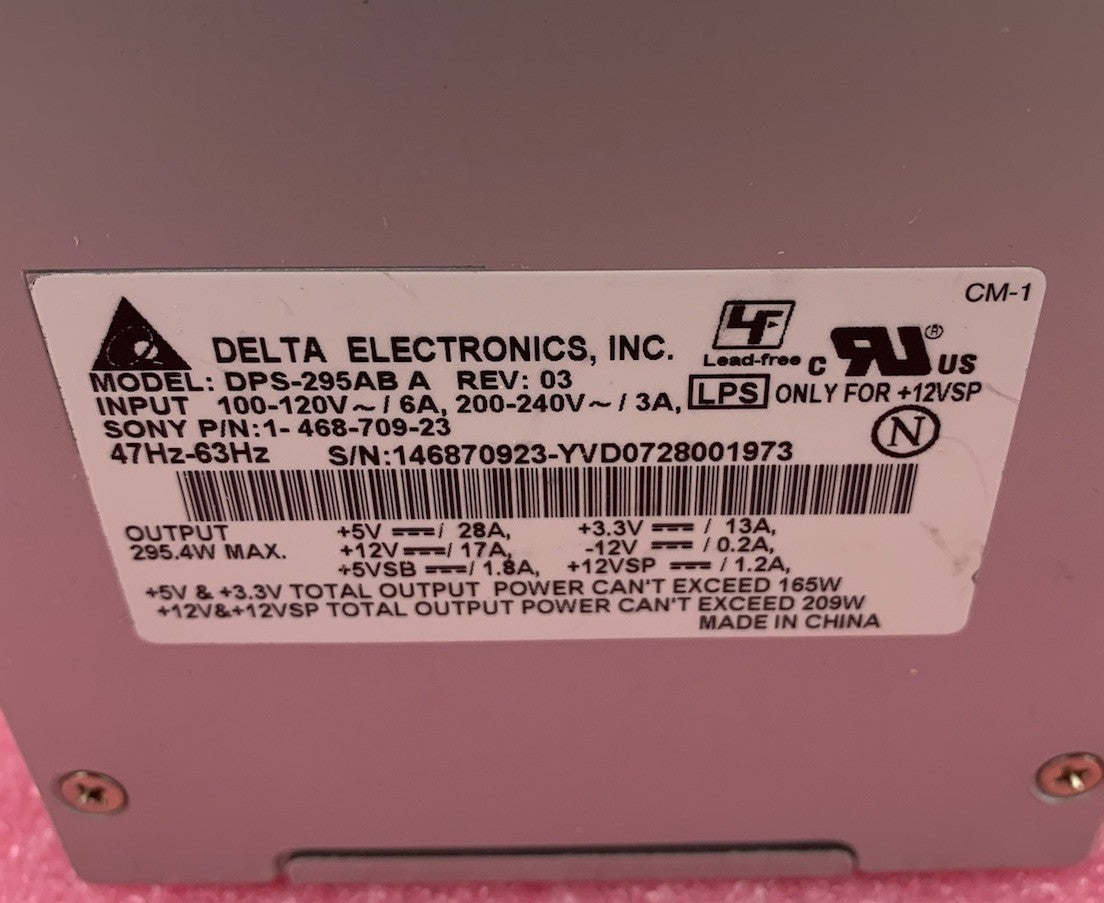 CM-1
DELTA ELECTRONICS, INC.
LF
Lead-free
C RU ® US
MODEL: DPS-295AB A REV: 03
INPUT 100-120V~/ 6A, 200-240V~/ 3A, LPS ONLY FOR +12VSP
SONY P/N:1- 468-709-23
N
47Hz-63Hz S/N:146870923-YVD0728001973
OUTPUT +5V ⎓/ 28A, +3.3V ⎓ / 13A,
295.4W MAX. +12V⎓/ 17A, -12V ⎓ / 0.2A,
+5VSB ⎓/ 1.8A, +12VSP ⎓ / 1.2A,
+5V & +3.3V TOTAL OUTPUT POWER CAN'T EXCEED 165W
+12V&+12VSP TOTAL OUTPUT POWER CAN'T EXCEED 209W
MADE IN CHINA